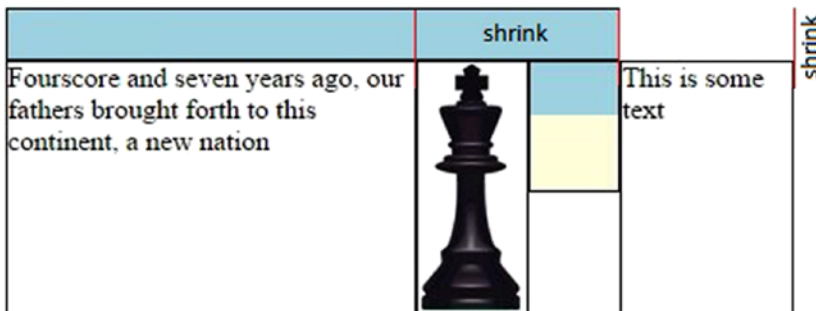 shrink
shrink
Fourscore and seven years ago, our
fathers brought forth to this
continent, a new nation
This is some
text